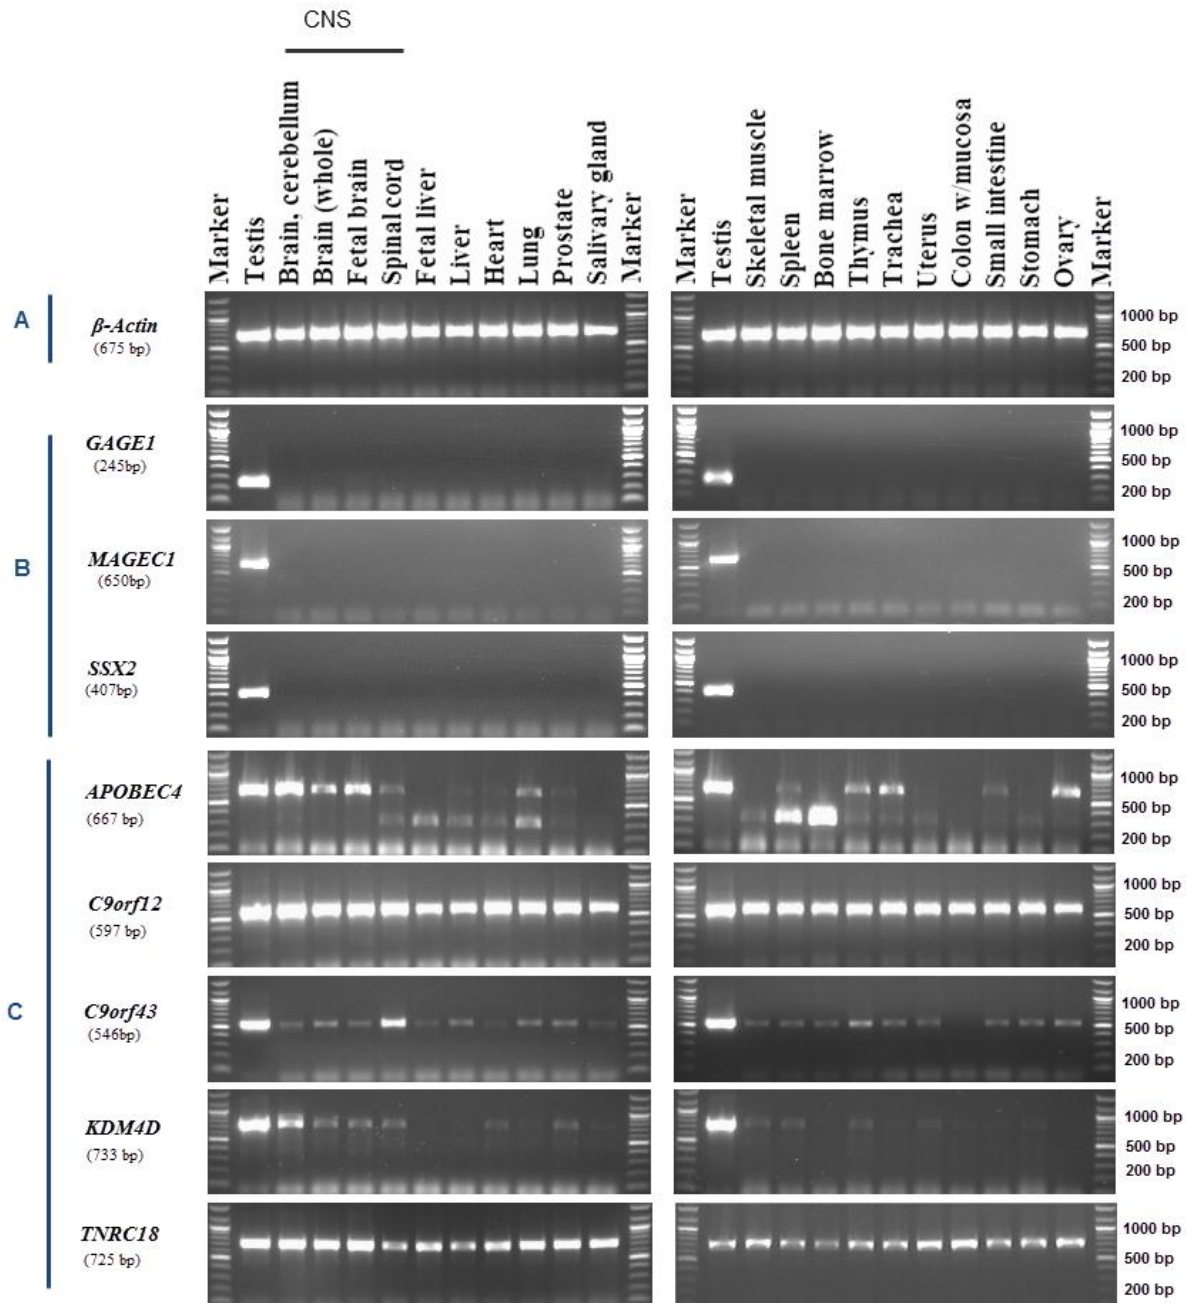 CNS
Marker
Testis
Brain, cerebellum
Brain (whole)
Fetal brain
Spinal cord
Fetal liver
Liver
Heart
Lung
Prostate
Salivary gland
Marker
Marker
Testis
Skeletal muscle
Spleen
Bone marrow
Thymus
Trachea
Uterus
Colon w/mucosa
Small intestine
Stomach
Ovary
Marker
A
β-Actin
(675 bp)
1000 bp
500 bp
200 bp
B
GAGE1
(245bp)
1000 bp
500 bp
200 bp
MAGEC1
(650bp)
1000 bp
500 bp
200 bp
SSX2
(407bp)
1000 bp
500 bp
200 bp
C
APOBEC4
(667 bp)
1000 bp
500 bp
200 bp
C9orf12
(597 bp)
1000 bp
500 bp
200 bp
C9orf43
(546bp)
1000 bp
500 bp
200 bp
KDM4D
(733 bp)
1000 bp
500 bp
200 bp
TNRC18
(725 bp)
1000 bp
500 bp
200 bp